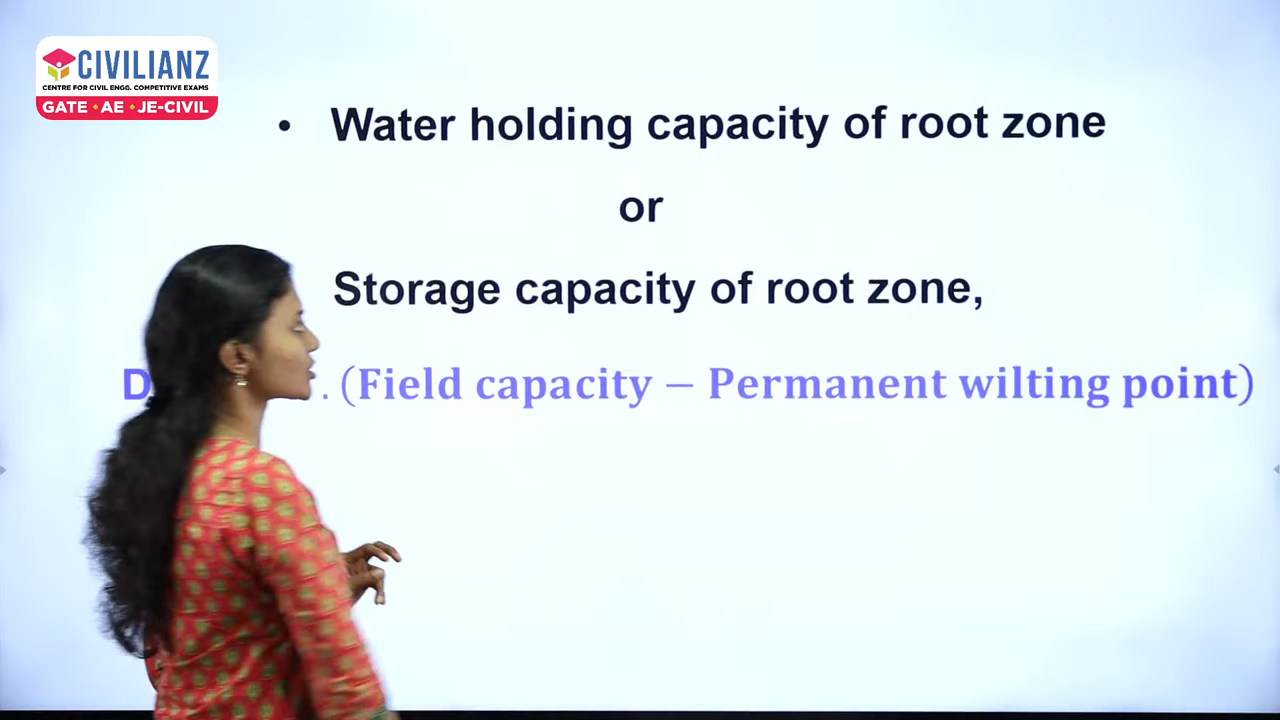 CIVILIANZ
CENTRE FOR CIVIL ENGG. COMPETITIVE EXAMS
GATE • AE • JE-CIVIL
• Water holding capacity of root zone
or
Storage capacity of root zone,
D . (Field capacity − Permanent wilting point)